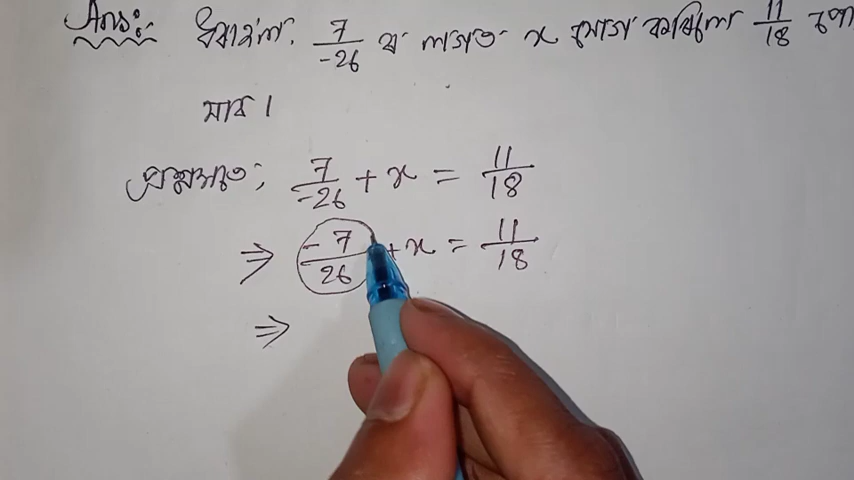 Ans:
ধৰাহ'ল, 7/-26 ৰ লগত x যোগ কৰিলে 11/18 পোৱা
যাব।
প্ৰশ্নমতে, 7/-26 + x = 11/18
⇒ -7/26 + x = 11/18
⇒